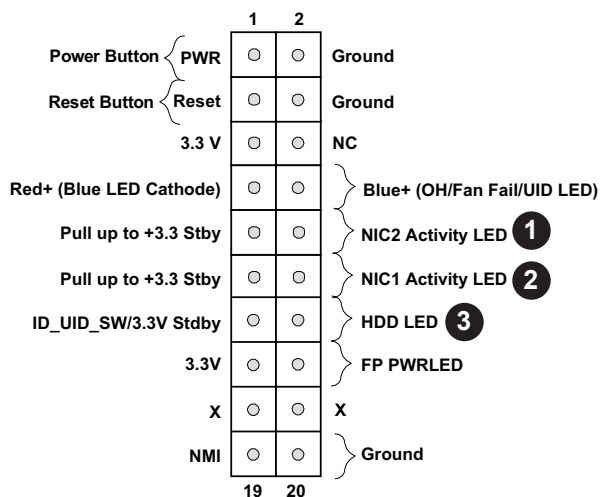 1 2
Power Button PWR Ground
Reset Button Reset Ground
3.3 V NC
Red+ (Blue LED Cathode) Blue+ (OH/Fan Fail/UID LED)
Pull up to +3.3 Stby NIC2 Activity LED 1
Pull up to +3.3 Stby NIC1 Activity LED 2
ID_UID_SW/3.3V Stdby HDD LED 3
3.3V FP PWRLED
X X
NMI Ground
19 20